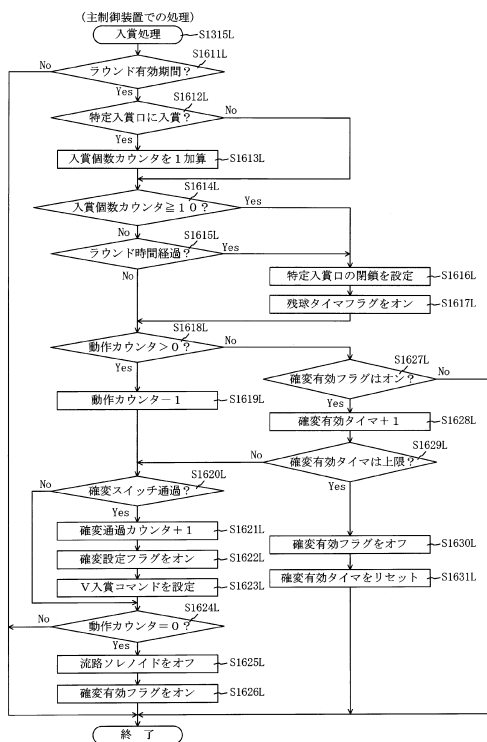 (主制御装置での処理)
入賞処理
S1315L
S1611L
No
ラウンド有効期間？
Yes
S1612L
No
特定入賞口に入賞？
Yes
入賞個数カウンタを１加算
S1613L
S1614L
入賞個数カウンタ≧１０？
Yes
No
S1615L
ラウンド時間経過？
Yes
No
特定入賞口の閉鎖を設定
S1616L
残球タイマフラグをオン
S1617L
S1618L
動作カウンタ＞０？
No
Yes
S1627L
確変有効フラグはオン？
No
Yes
動作カウンター１
S1619L
確変有効タイマ＋１
S1628L
S1629L
No
確変有効タイマは上限？
Yes
S1620L
確変スイッチ通過？
No
Yes
確変通過カウンタ＋１
S1621L
確変設定フラグをオン
S1622L
Ｖ入賞コマンドを設定
S1623L
確変有効フラグをオフ
S1630L
確変有効タイマをリセット
S1631L
S1624L
No
動作カウンタ＝０？
Yes
流路ソレノイドをオフ
S1625L
確変有効フラグをオン
S1626L
終了